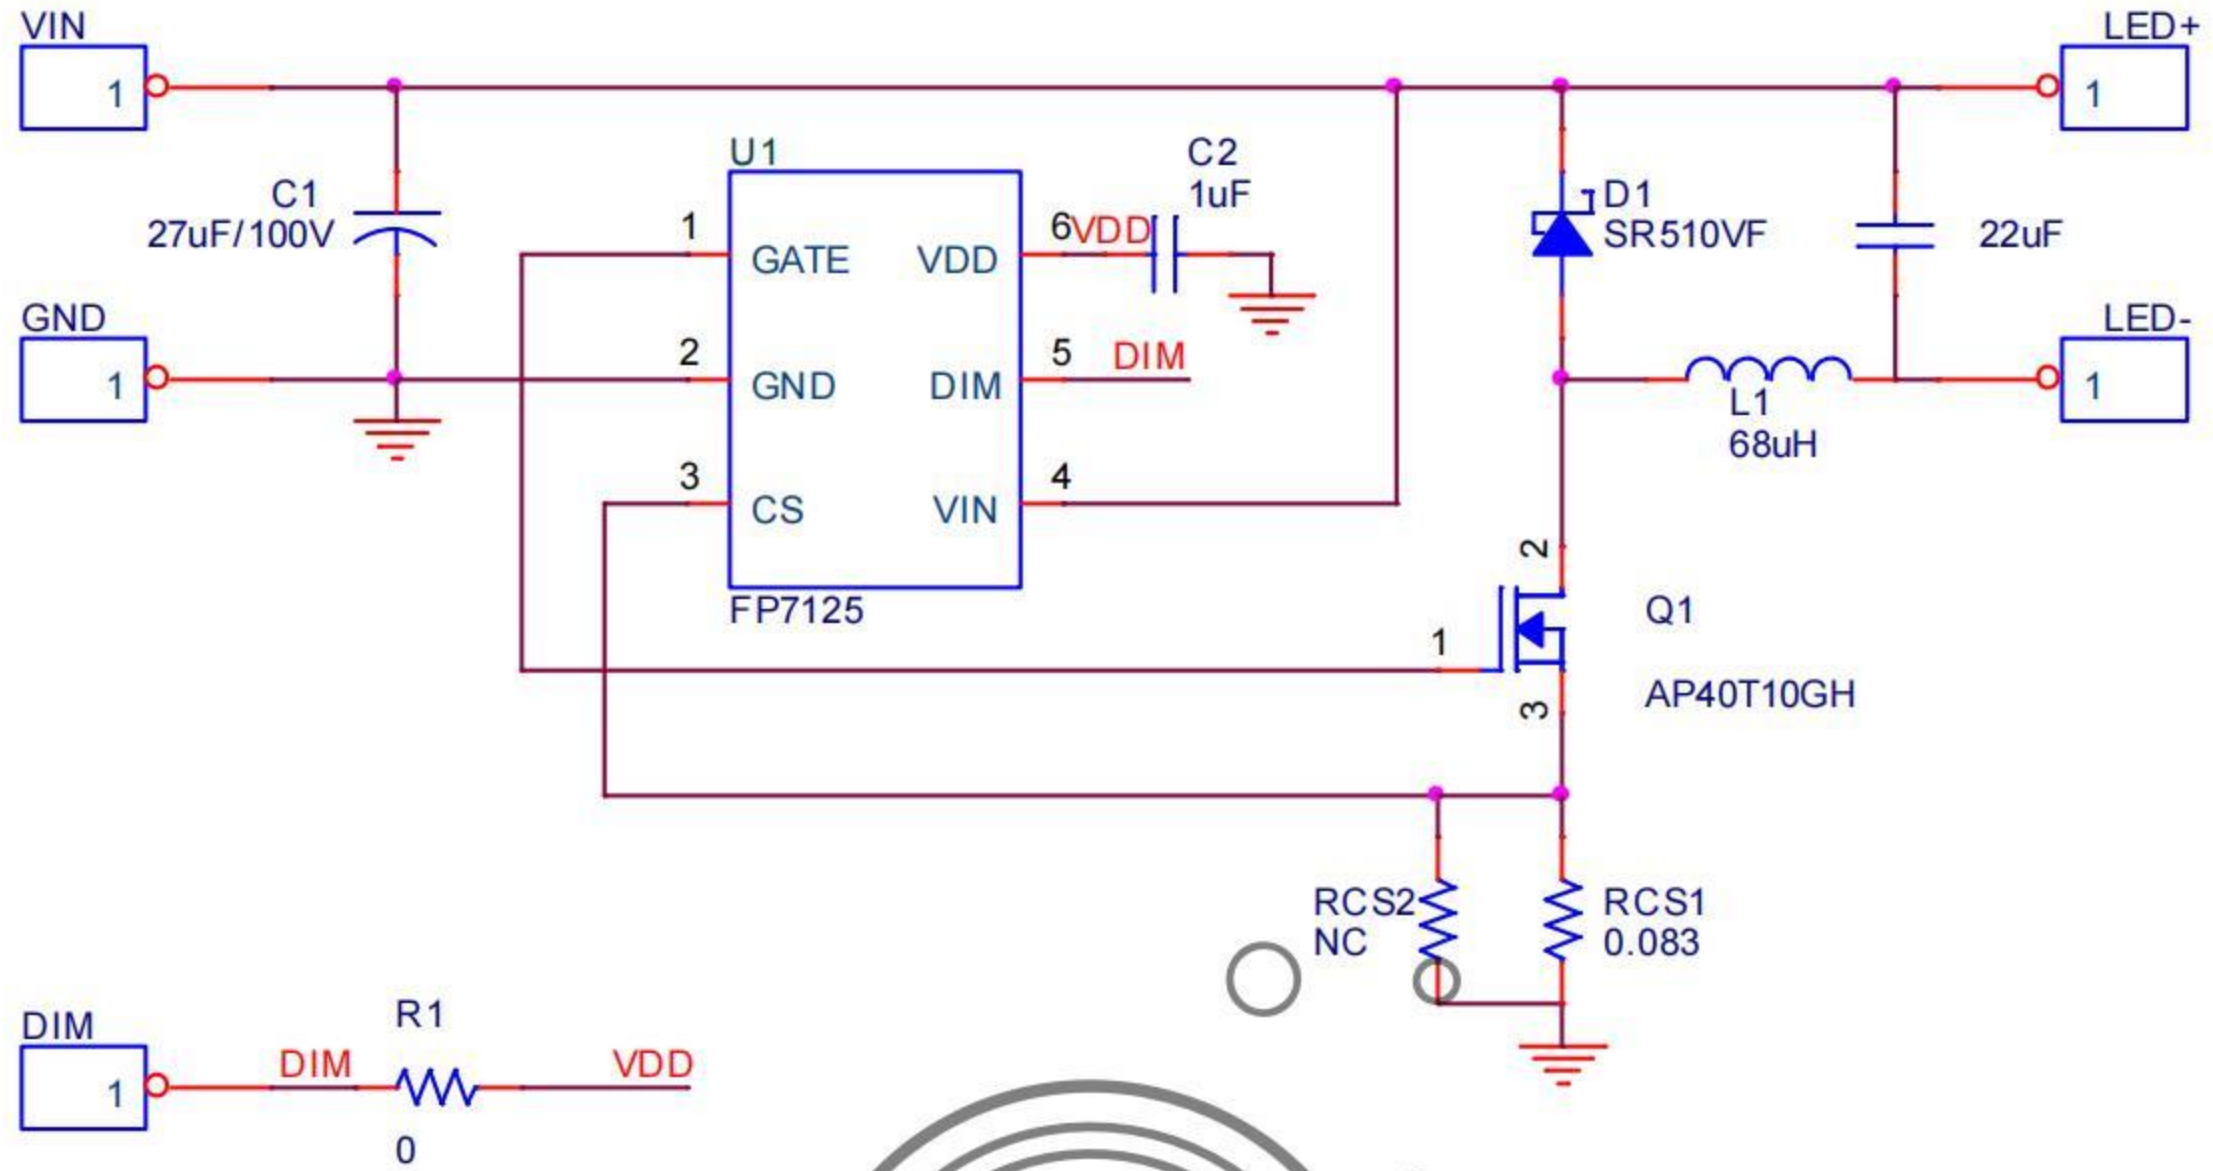 VIN
1
LED+
1
U1
C2
1uF
C1
27uF/100V
D1
SR510VF
22uF
1
GATE
VDD
6
VDD
GND
1
2
GND
DIM
5
DIM
LED-
1
L1
68uH
3
CS
VIN
4
FP7125
2
Q1
1
AP40T10GH
3
RCS2
NC
RCS1
0.083
DIM
1
DIM
R1
0
VDD